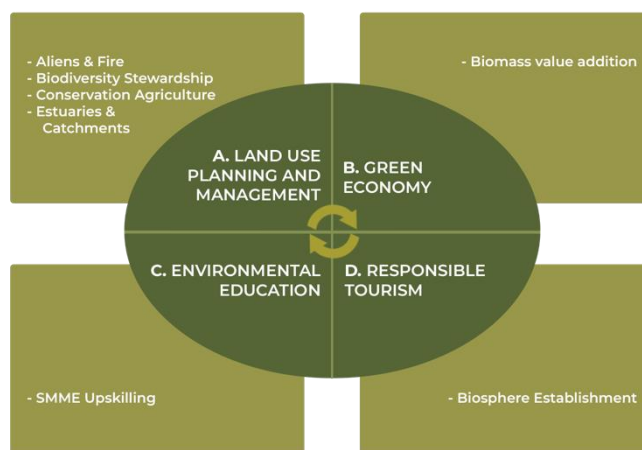 - Aliens & Fire
- Biodiversity Stewardship
- Conservation Agriculture
- Estuaries &
Catchments
- Biomass value addition
A. LAND USE
PLANNING AND
MANAGEMENT
B. GREEN
ECONOMY
C. ENVIRONMENTAL
EDUCATION
D. RESPONSIBLE
TOURISM
- SMME Upskilling
- Biosphere Establishment